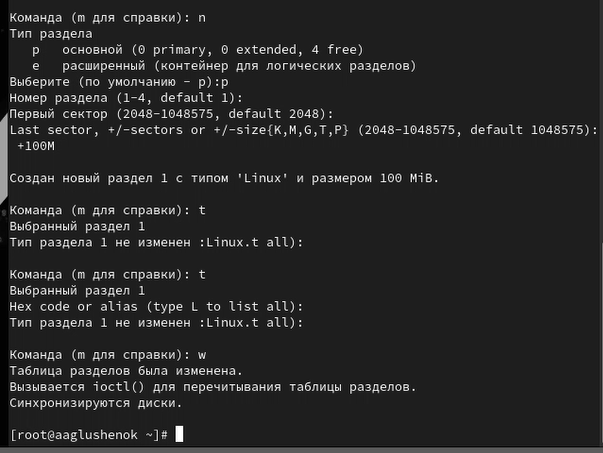 Команда (m для справки): n
Тип раздела
p основной (0 primary, 0 extended, 4 free)
e расширенный (контейнер для логических разделов)
Выберите (по умолчанию - p):p
Номер раздела (1-4, default 1):
Первый сектор (2048-1048575, default 2048):
Last sector, +/-sectors or +/-size{K,M,G,T,P} (2048-1048575, default 1048575):
+100M
Создан новый раздел 1 с типом 'Linux' и размером 100 MiB.
Команда (m для справки): t
Выбранный раздел 1
Тип раздела 1 не изменен :Linux.t all):
Команда (m для справки): t
Выбранный раздел 1
Hex code or alias (type L to list all):
Тип раздела 1 не изменен :Linux.t all):
Команда (m для справки): w
Таблица разделов была изменена.
Вызывается ioctl() для перечитывания таблицы разделов.
Синхронизируются диски.
[root@aaglushenok ~]#